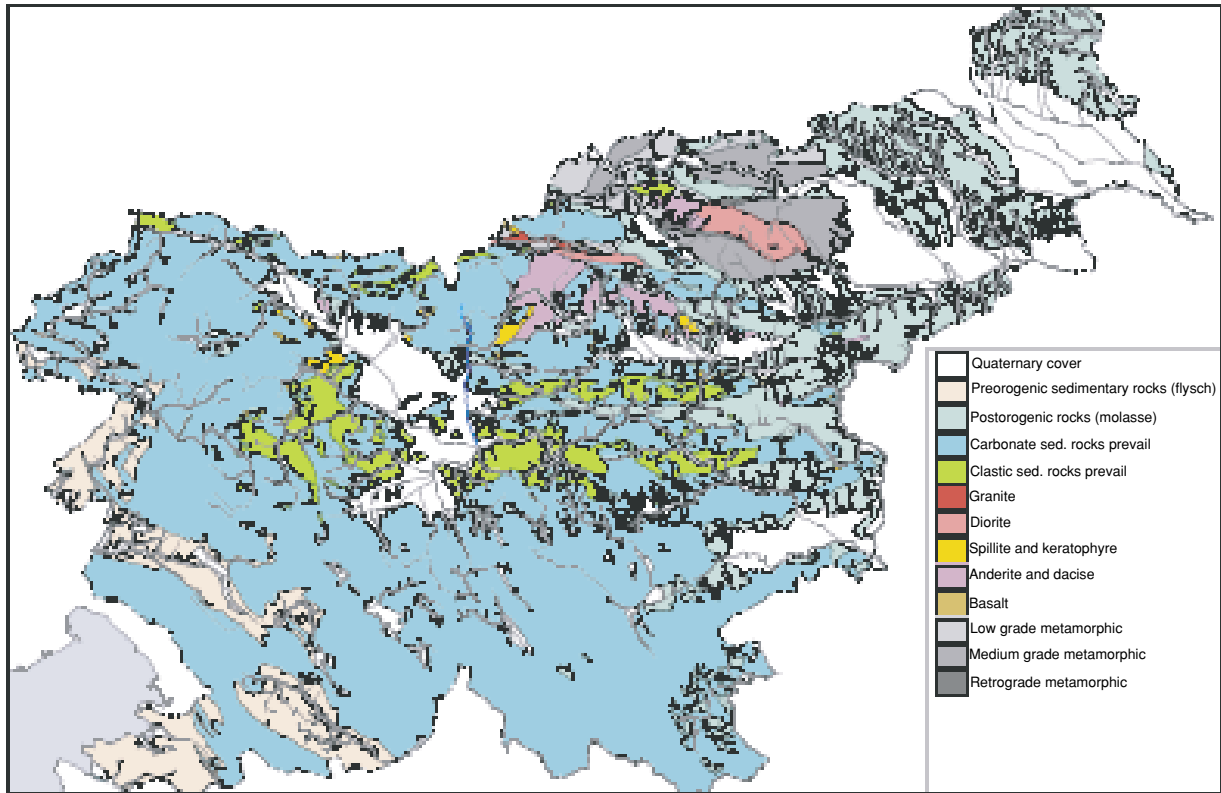 Quaternary cover
Preorogenic sedimentary rocks (flysch)
Postorogenic rocks (molasse)
Carbonate sed. rocks prevail
Clastic sed. rocks prevail
Granite
Diorite
Spillite and keratophyre
Anderite and dacise
Basalt
Low grade metamorphic
Medium grade metamorphic
Retrograde metamorphic